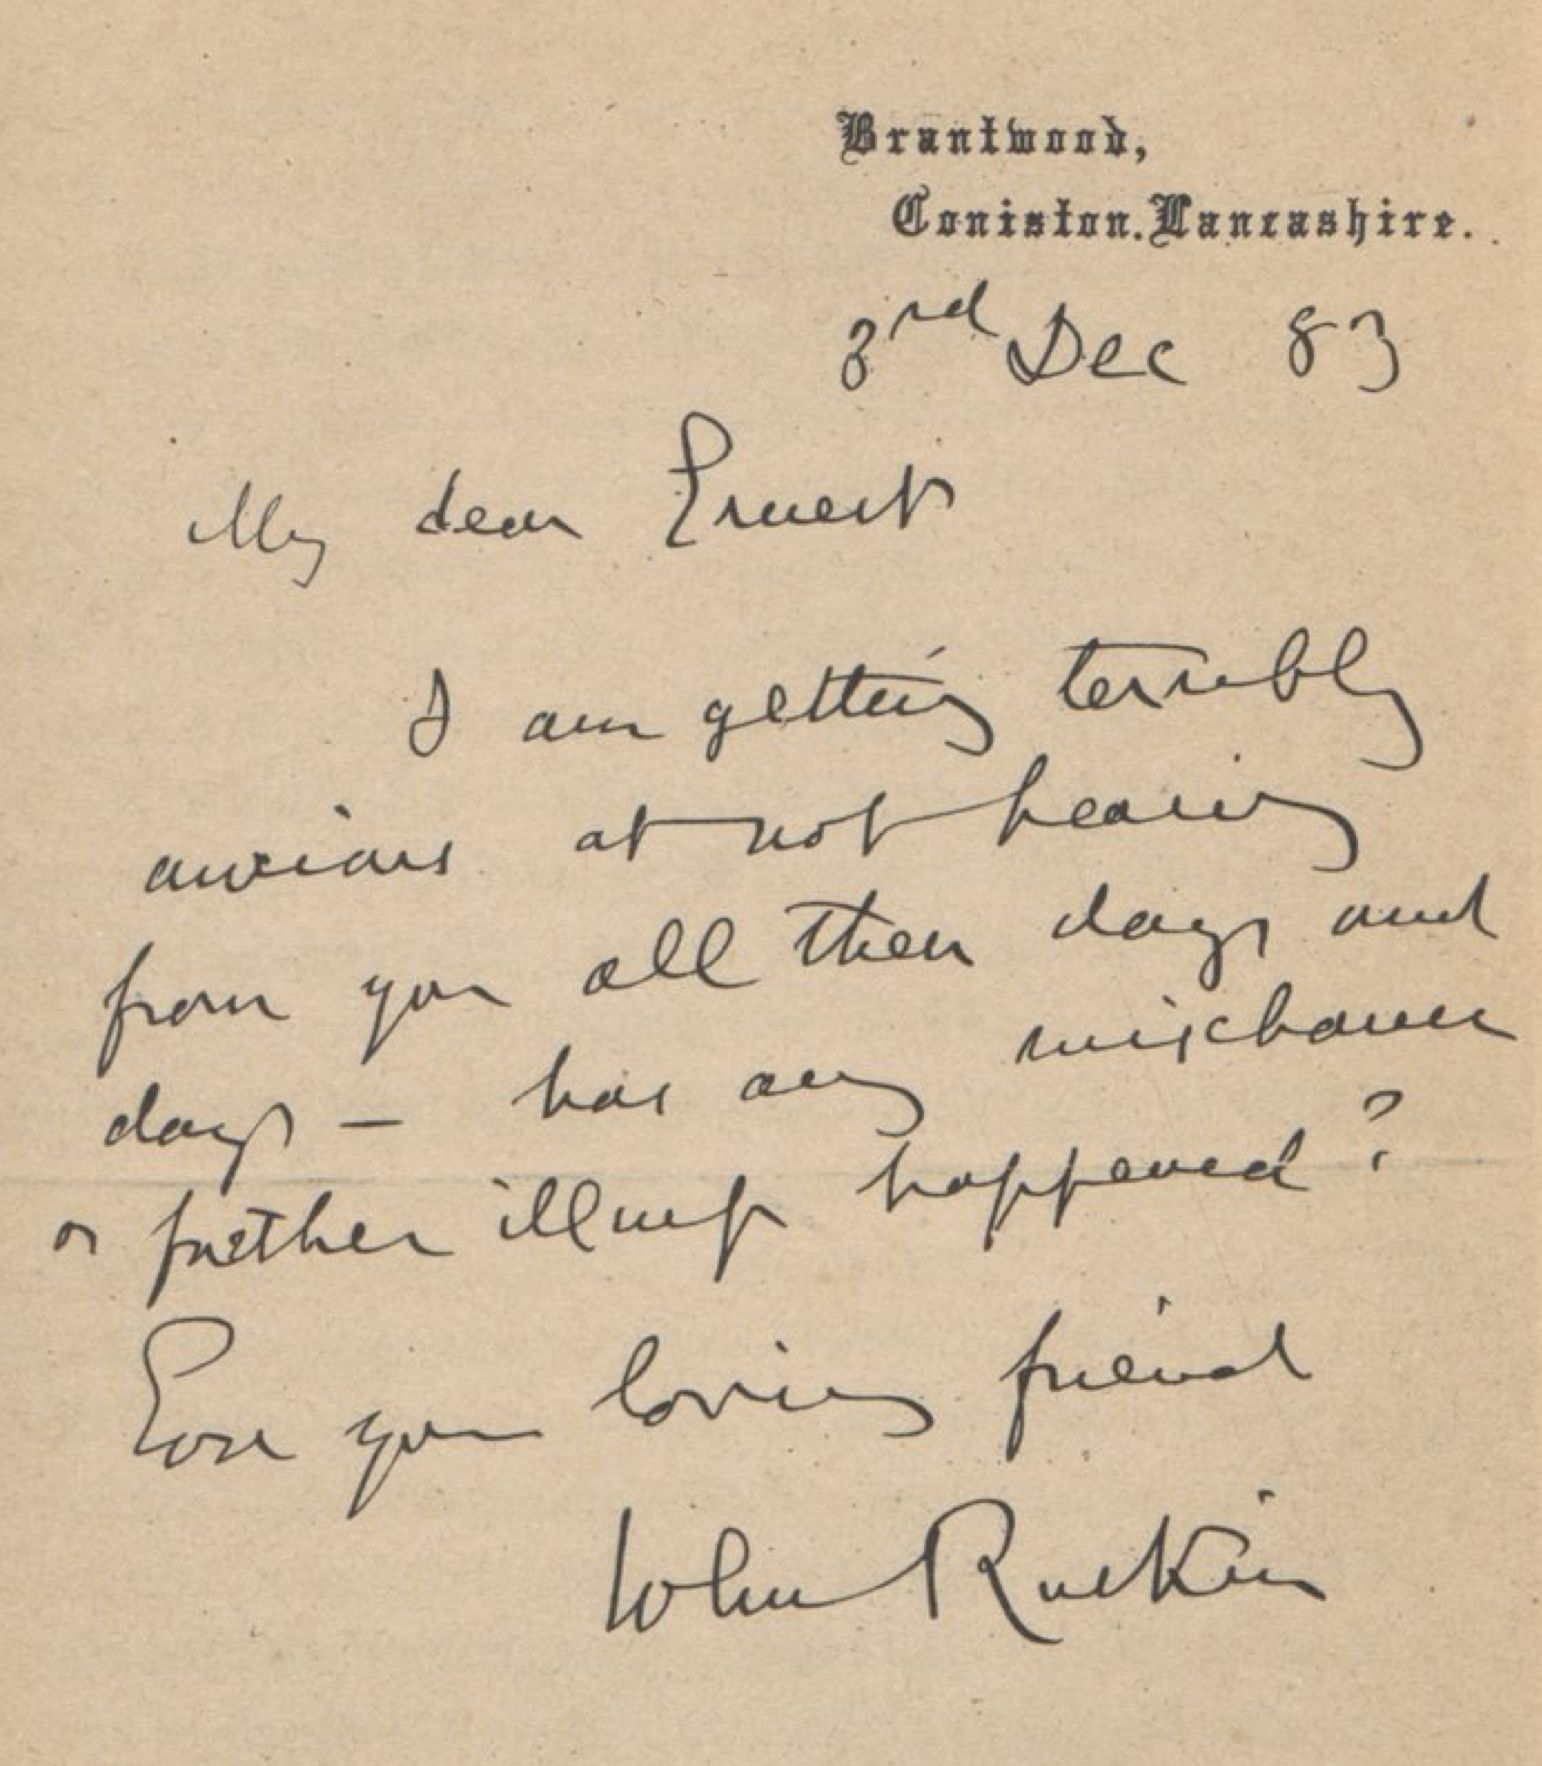 Brantwood,
Coniston. Lancashire.
3rd Dec 83
My dear Ernest
I am getting terribly
anxious at not hearing
from you all these days and
days – has any mischance
or further illness happened?
Ever your loving friend
John Ruskin